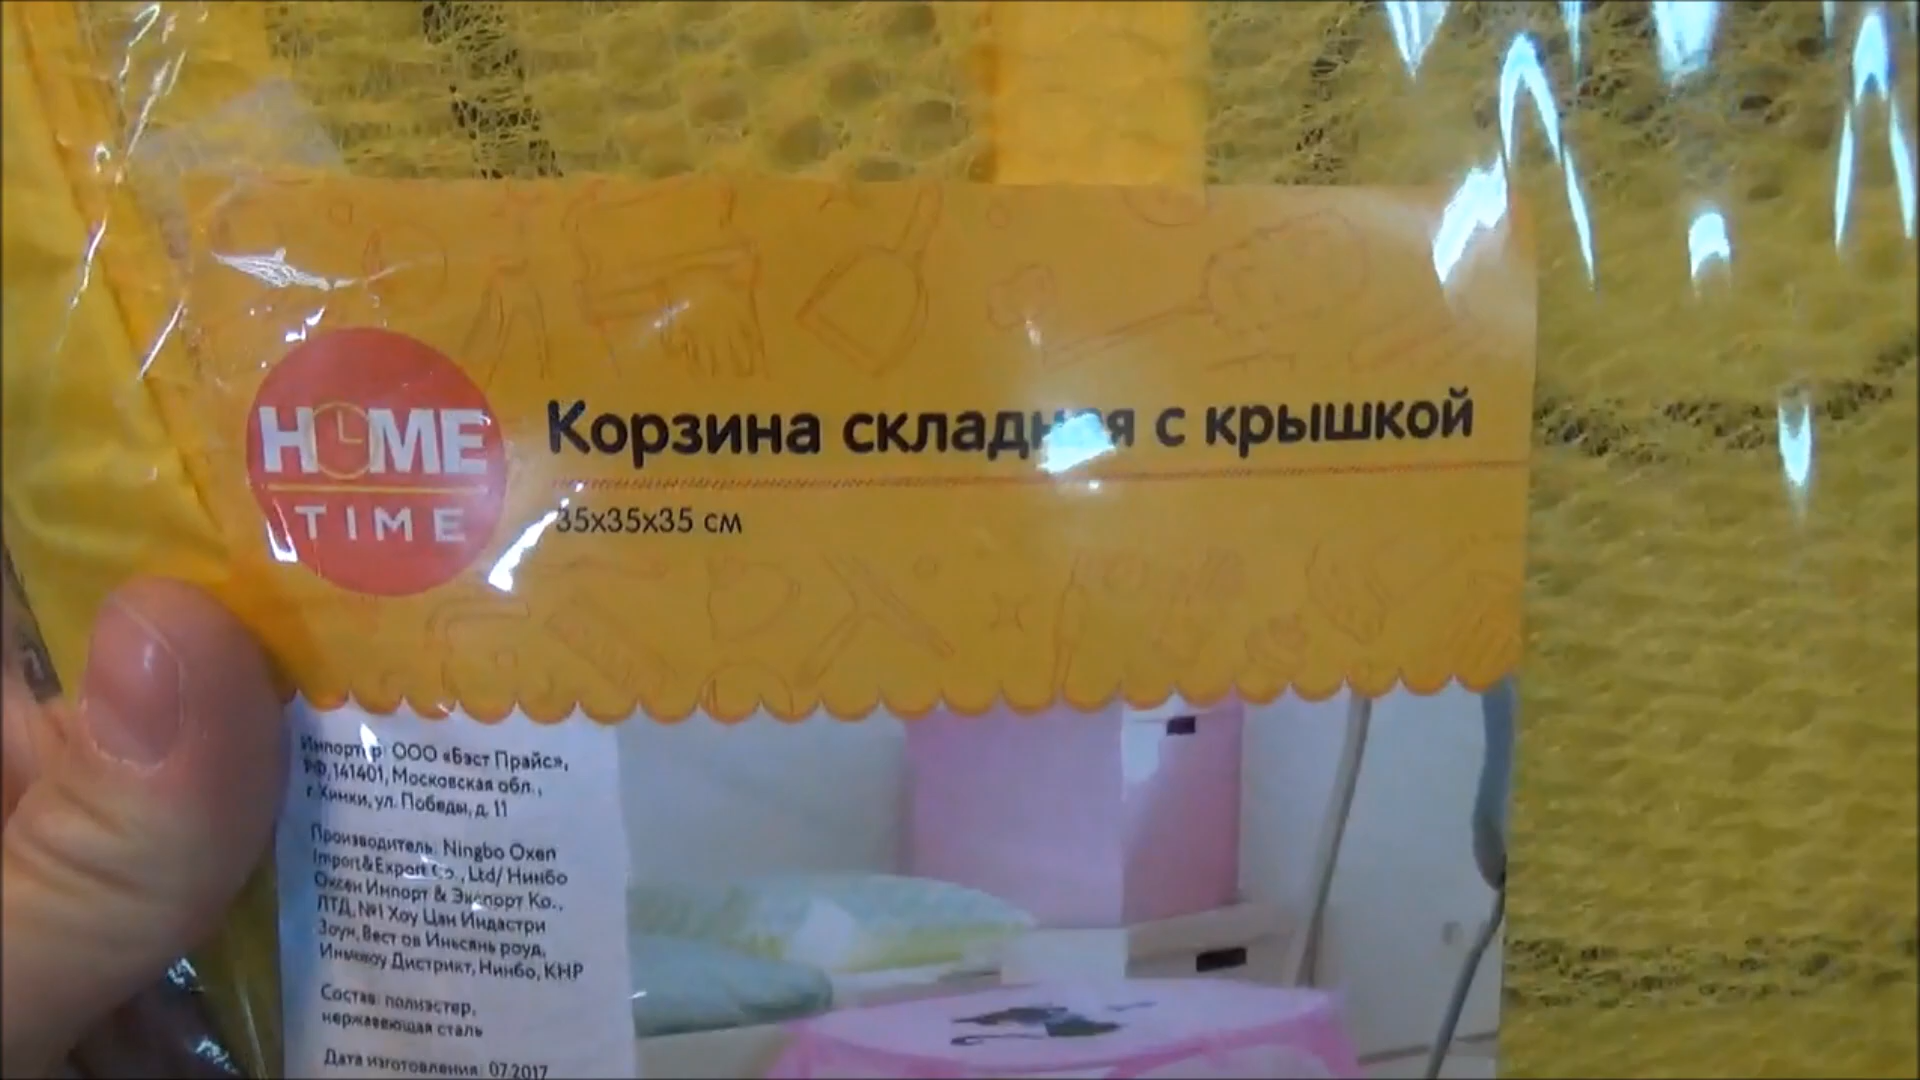 HOME
TIME
Корзина складная с крышкой
35x35x35 см
Импортер: ООО «Бэст Прайс»,
РФ, 141401, Московская обл.,
г. Химки, ул. Победы, д. 11
Производитель: Ningbo Oxen
Import&Export Co., Ltd/ Нинбо
Оксен Импорт & Экспорт Ко.,
ЛТД, №1 Хоу Цан Индастри
Зоун, Вест ов Иньсянь роуд,
Дистрикт, Нинбо, КНР
Состав: полиэстер,
нержавеющая сталь
Дата изготовления: 07.2017